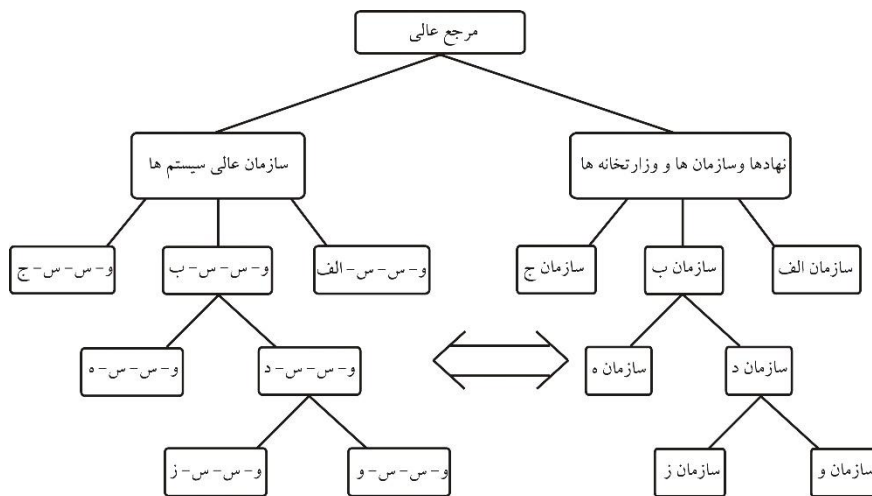 مرجع عالی
نهادها وسازمان ها و وزارتخانه ها
سازمان عالی سیستم ها
سازمان الف
سازمان ب
سازمان ج
و - س - س - الف
و - س - س - ب
و - س - س - ج
سازمان د
سازمان ه
و - س - س - د
و - س - س - ه
سازمان و
سازمان ز
و - س - س - و
و - س - س - ز